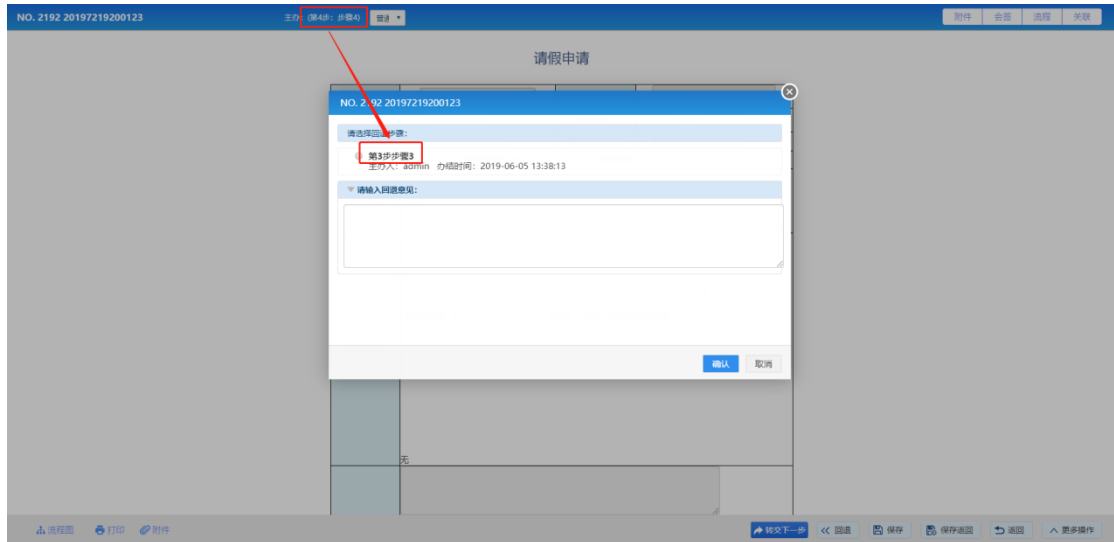 NO. 2192 20197219200123
主办: (第4步: 步骤4)
普通
附件
会签
流程
关联
请假申请
NO. 2192 20197219200123
请选择回退步骤:
第3步步骤3
主办人: admin 办结时间: 2019-06-05 13:38:13
请输入回退意见:
确认
取消
无
流程图
打印
附件
转交下一步
回退
保存
保存返回
返回
更多操作